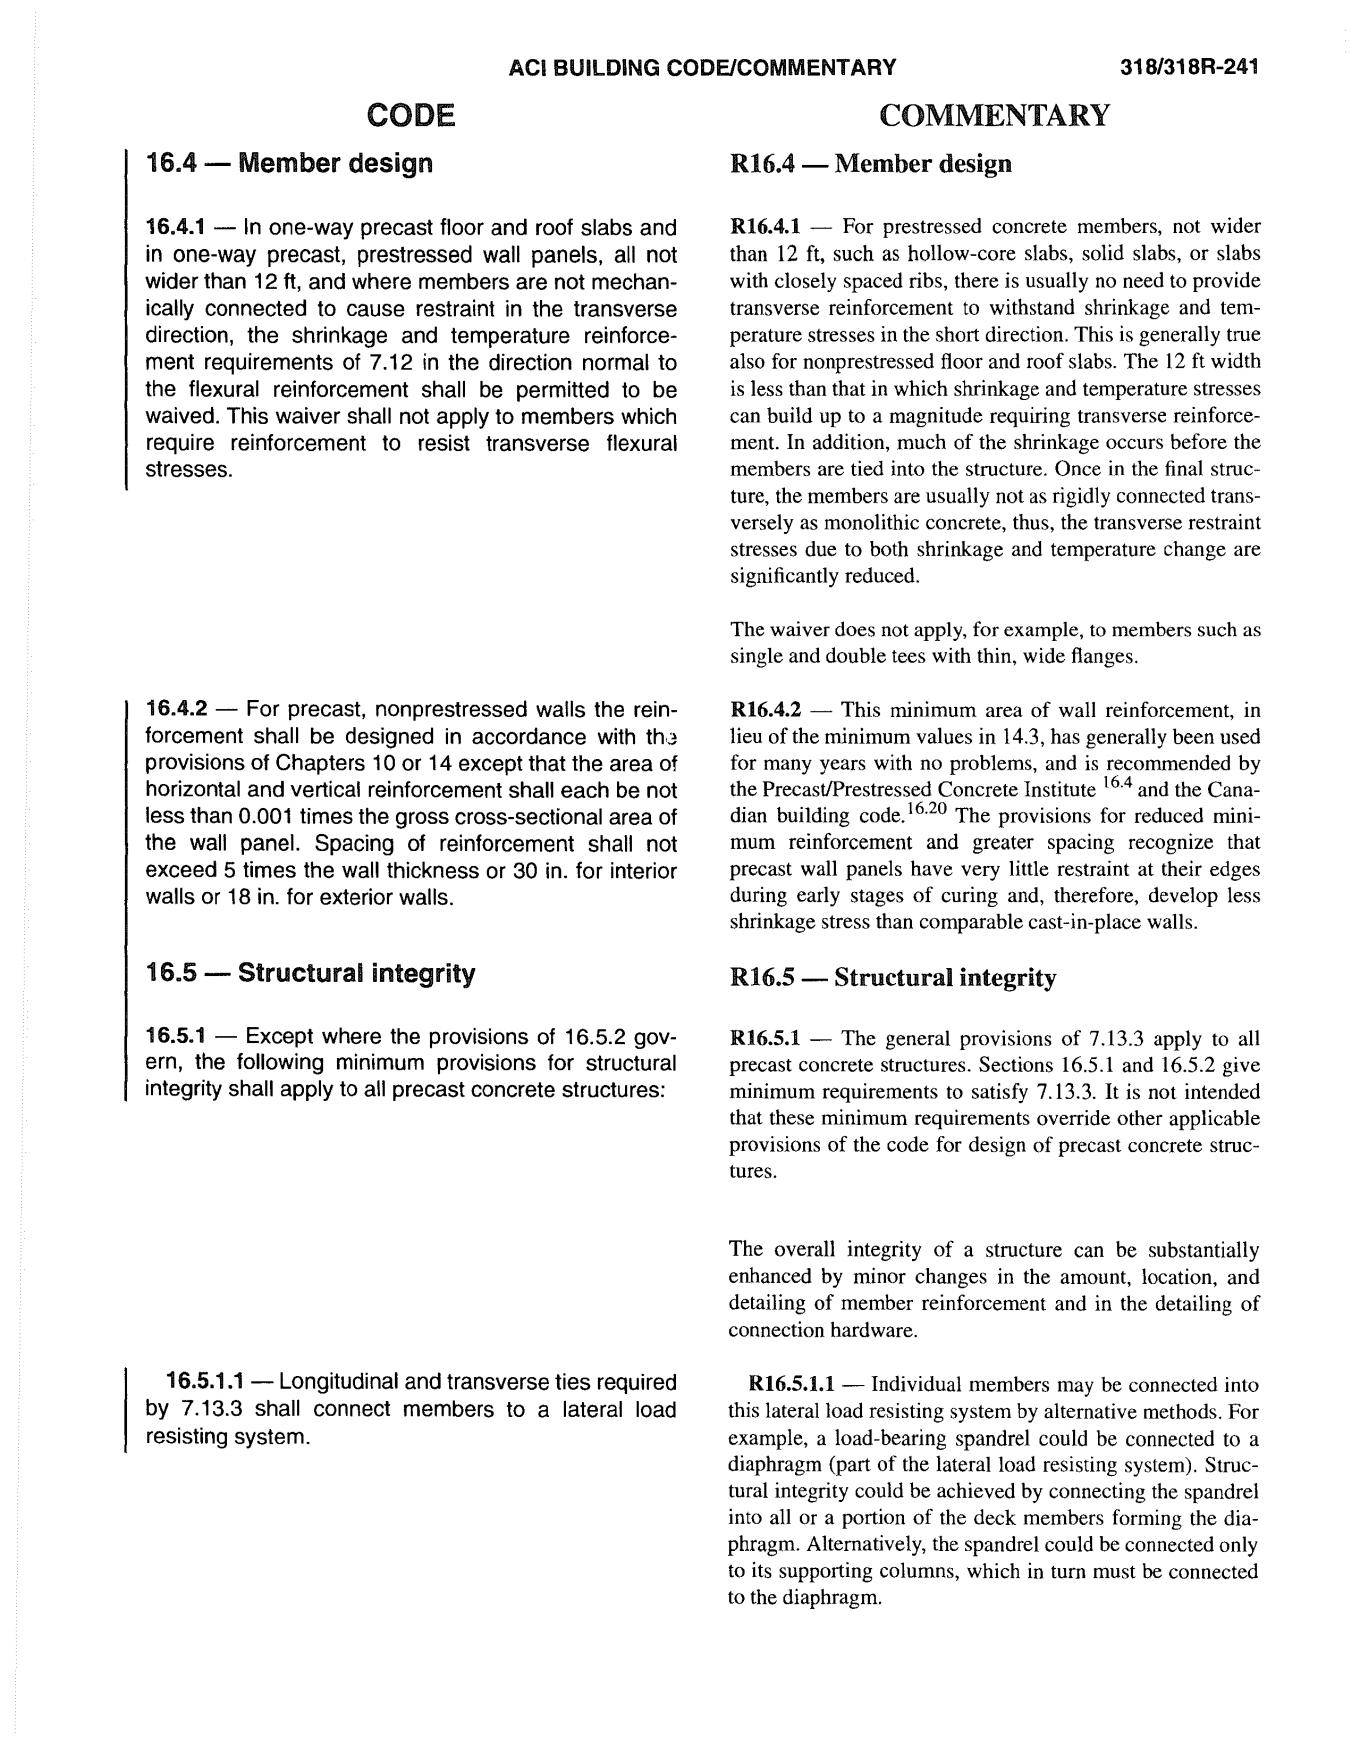 ACI BUILDING CODE/COMMENTARY
318/318R-241
CODE
16.4 — Member design
16.4.1 — In one-way precast floor and roof slabs and
in one-way precast, prestressed wall panels, all not
wider than 12 ft, and where members are not mechan-
ically connected to cause restraint in the transverse
direction, the shrinkage and temperature reinforce-
ment requirements of 7.12 in the direction normal to
the flexural reinforcement shall be permitted to be
waived. This waiver shall not apply to members which
require reinforcement to resist transverse flexural
stresses.
16.4.2 — For precast, nonprestressed walls the rein-
forcement shall be designed in accordance with the
provisions of Chapters 10 or 14 except that the area of
horizontal and vertical reinforcement shall each be not
less than 0.001 times the gross cross-sectional area of
the wall panel. Spacing of reinforcement shall not
exceed 5 times the wall thickness or 30 in. for interior
walls or 18 in. for exterior walls.
16.5 — Structural integrity
16.5.1 — Except where the provisions of 16.5.2 gov-
ern, the following minimum provisions for structural
integrity shall apply to all precast concrete structures:
16.5.1.1 — Longitudinal and transverse ties required
by 7.13.3 shall connect members to a lateral load
resisting system.
COMMENTARY
R16.4 — Member design
R16.4.1 — For prestressed concrete members, not wider
than 12 ft, such as hollow-core slabs, solid slabs, or slabs
with closely spaced ribs, there is usually no need to provide
transverse reinforcement to withstand shrinkage and tem-
perature stresses in the short direction. This is generally true
also for nonprestressed floor and roof slabs. The 12 ft width
is less than that in which shrinkage and temperature stresses
can build up to a magnitude requiring transverse reinforce-
ment. In addition, much of the shrinkage occurs before the
members are tied into the structure. Once in the final struc-
ture, the members are usually not as rigidly connected trans-
versely as monolithic concrete, thus, the transverse restraint
stresses due to both shrinkage and temperature change are
significantly reduced.
The waiver does not apply, for example, to members such as
single and double tees with thin, wide flanges.
R16.4.2 — This minimum area of wall reinforcement, in
lieu of the minimum values in 14.3, has generally been used
for many years with no problems, and is recommended by
the Precast/Prestressed Concrete Institute 16.4 and the Cana-
dian building code.16.20 The provisions for reduced mini-
mum reinforcement and greater spacing recognize that
precast wall panels have very little restraint at their edges
during early stages of curing and, therefore, develop less
shrinkage stress than comparable cast-in-place walls.
R16.5 — Structural integrity
R16.5.1 — The general provisions of 7.13.3 apply to all
precast concrete structures. Sections 16.5.1 and 16.5.2 give
minimum requirements to satisfy 7.13.3. It is not intended
that these minimum requirements override other applicable
provisions of the code for design of precast concrete struc-
tures.
The overall integrity of a structure can be substantially
enhanced by minor changes in the amount, location, and
detailing of member reinforcement and in the detailing of
connection hardware.
R16.5.1.1 — Individual members may be connected into
this lateral load resisting system by alternative methods. For
example, a load-bearing spandrel could be connected to a
diaphragm (part of the lateral load resisting system). Struc-
tural integrity could be achieved by connecting the spandrel
into all or a portion of the deck members forming the dia-
phragm. Alternatively, the spandrel could be connected only
to its supporting columns, which in turn must be connected
to the diaphragm.